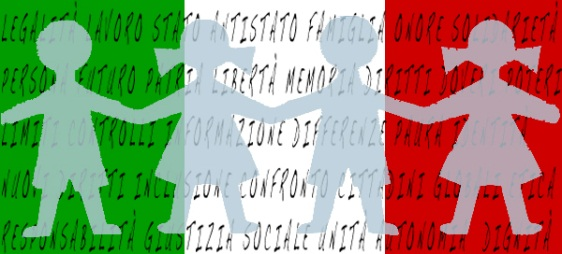 LEGALITÀ LAVORO STATO ANTISTATO FAMIGLIA ONORE SOLIDARIETÀ
PERSONA FUTURO PATRIA LIBERTÀ MEMORIA DIRITTI DOVERI POTERI
LIMITI CONTROLLI INFORMAZIONE DIFFERENZE PAURA IDENTITÀ
NUOVI DIRITTI INCLUSIONE CONFRONTO CITTADINI GLOBALI ETICA
RESPONSABILITÀ GIUSTIZIA SOCIALE UNITÀ AUTONOMIA DIGNITÀ